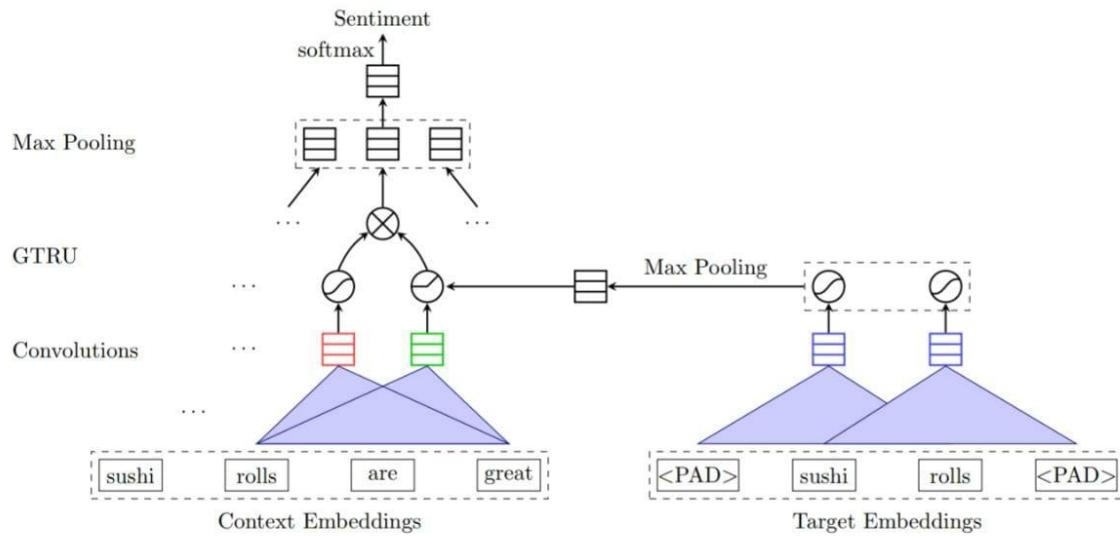 Sentiment
softmax
Max Pooling
GTRU
Max Pooling
Convolutions
sushi rolls are great
<PAD> sushi rolls <PAD>
Context Embeddings
Target Embeddings